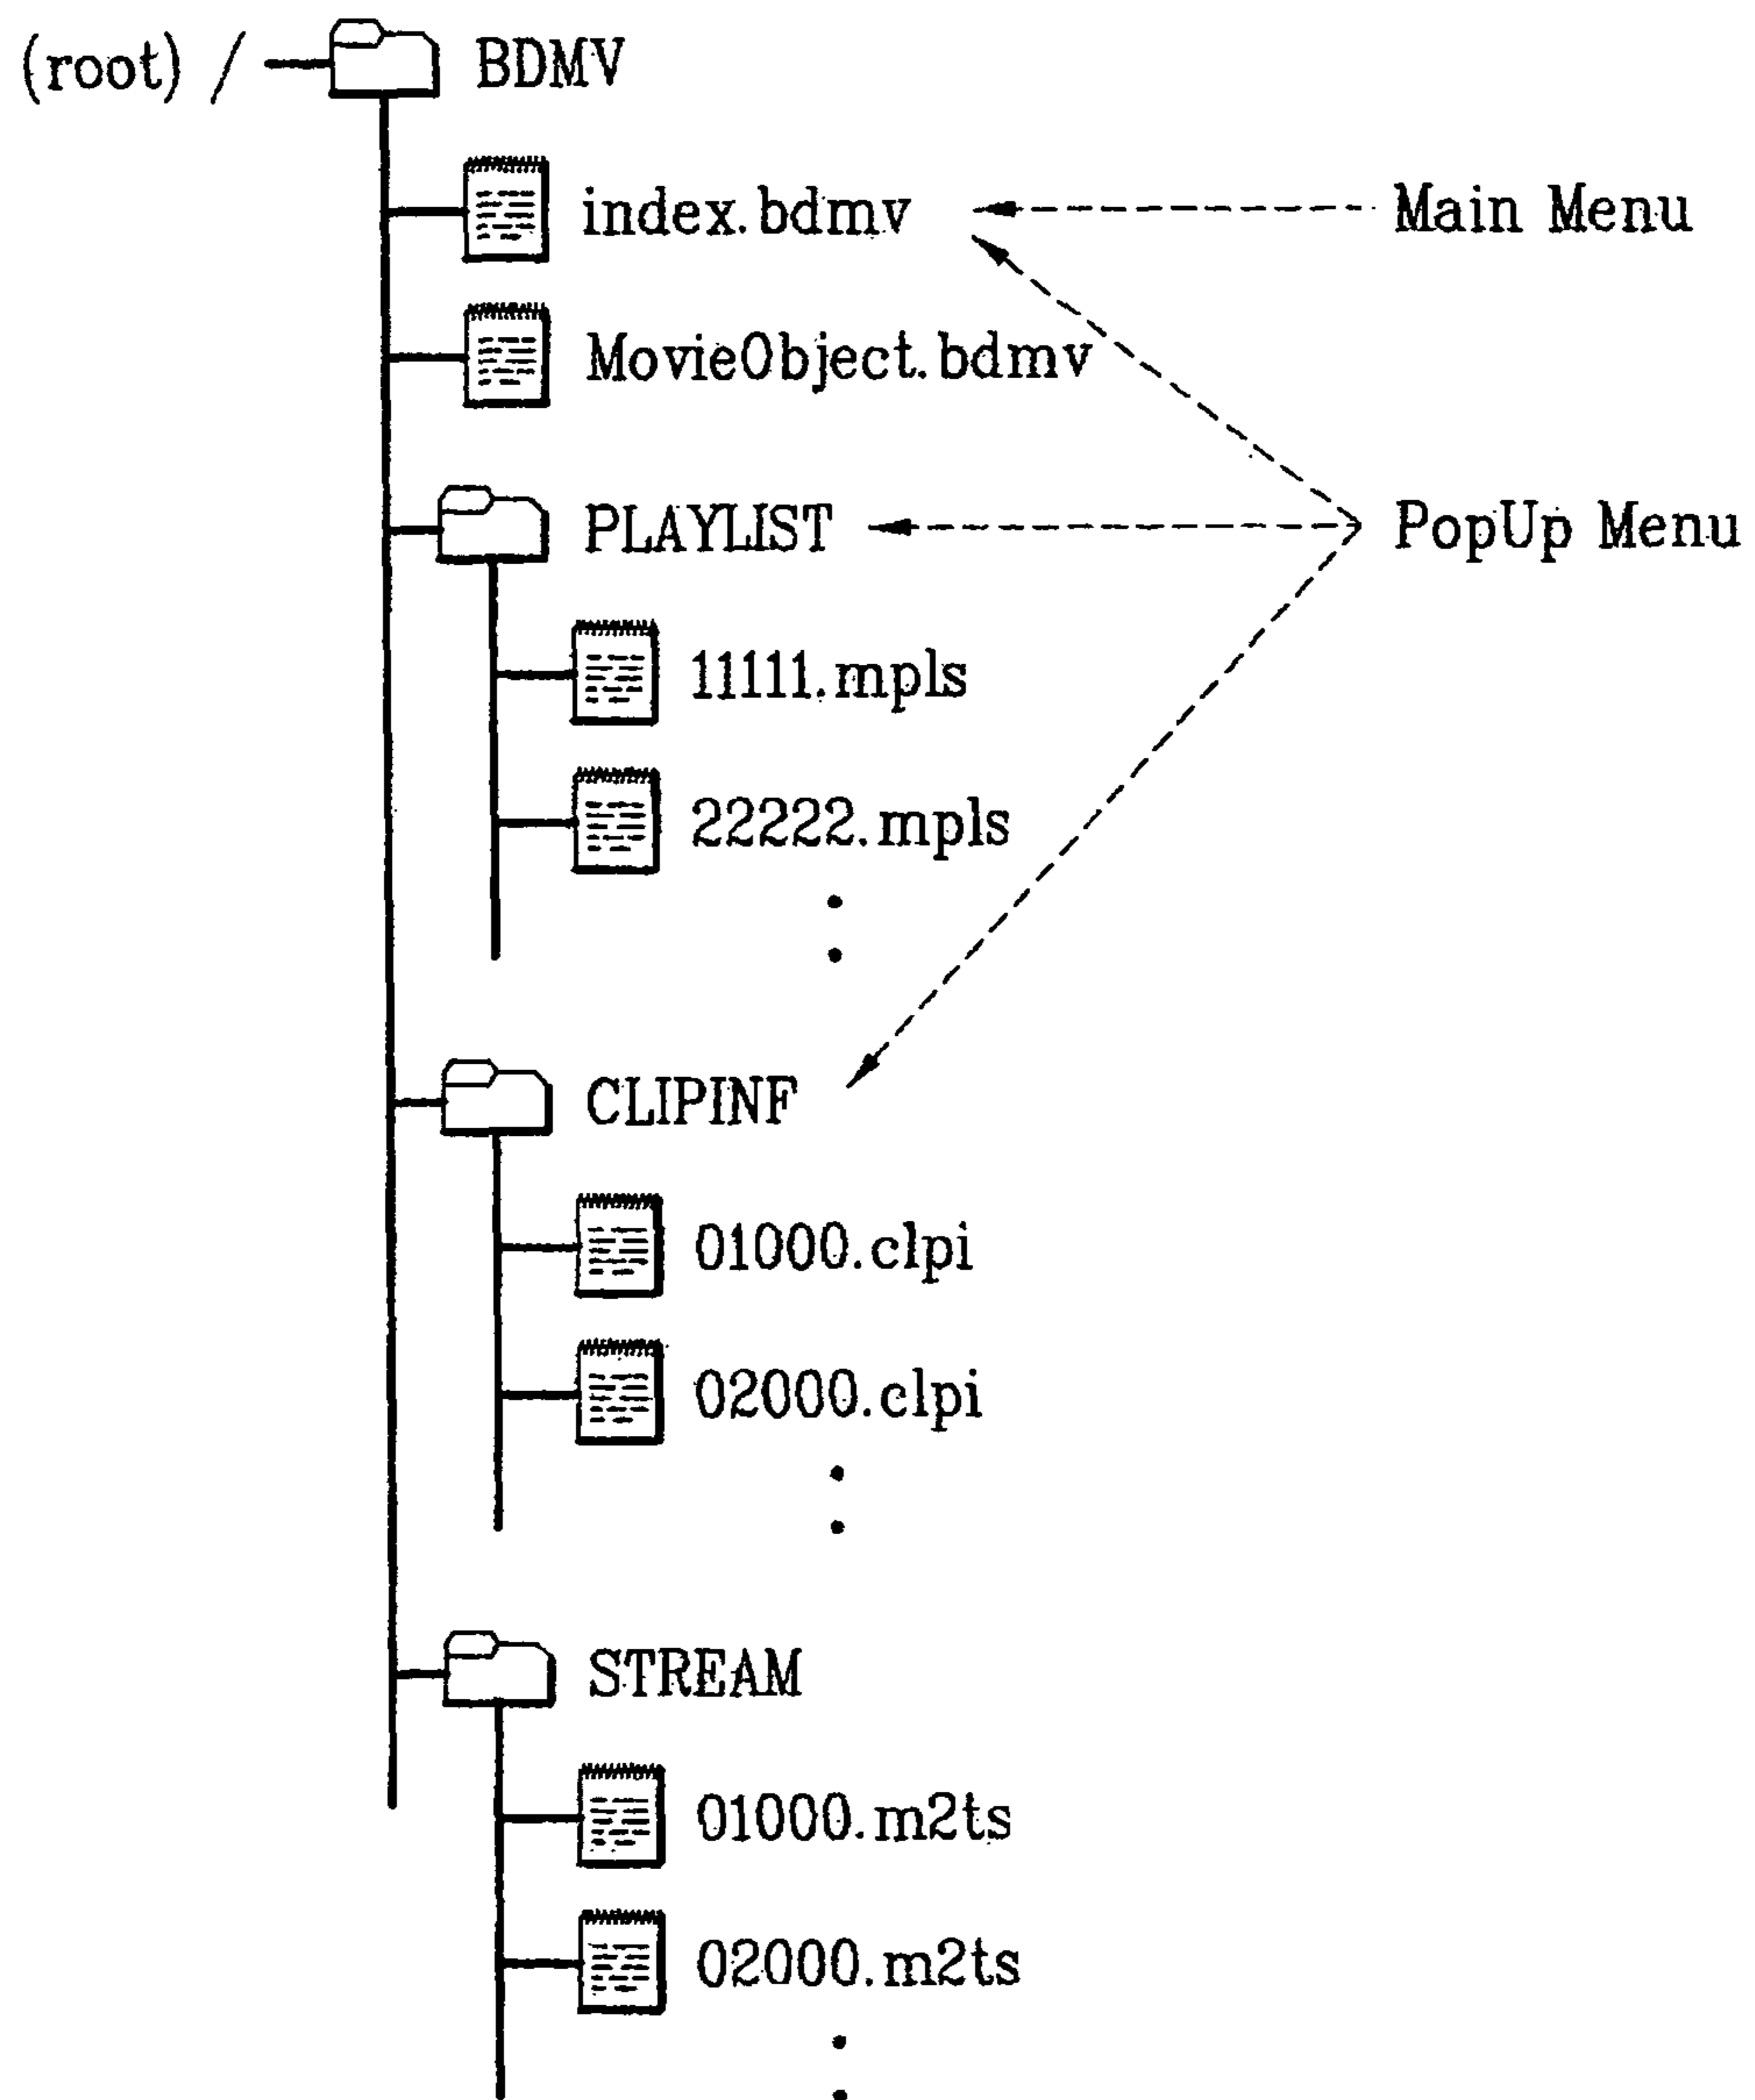 (root) / BDMV
index.bdmv
Main Menu
MovieObject.bdmv
PLAYLIST
PopUp Menu
11111.mpls
22222.mpls
CLIPINF
01000.clpi
02000.clpi
STREAM
01000.m2ts
02000.m2ts